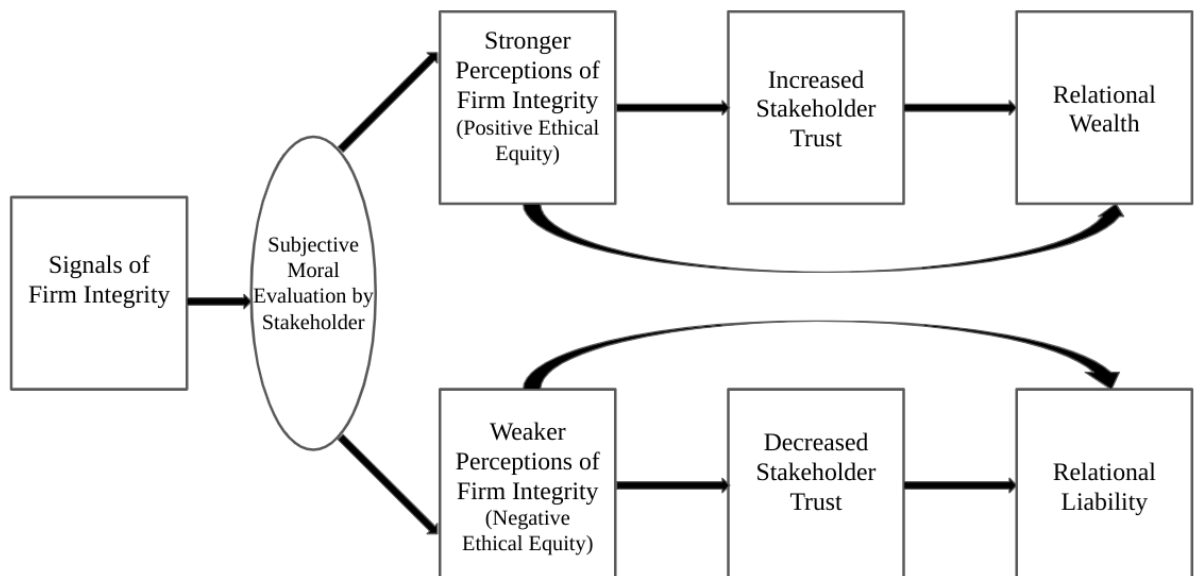 Signals of
Firm Integrity
Subjective
Moral
Evaluation by
Stakeholder
Stronger
Perceptions of
Firm Integrity
(Positive Ethical
Equity)
Increased
Stakeholder
Trust
Relational
Wealth
Weaker
Perceptions of
Firm Integrity
(Negative
Ethical Equity)
Decreased
Stakeholder
Trust
Relational
Liability